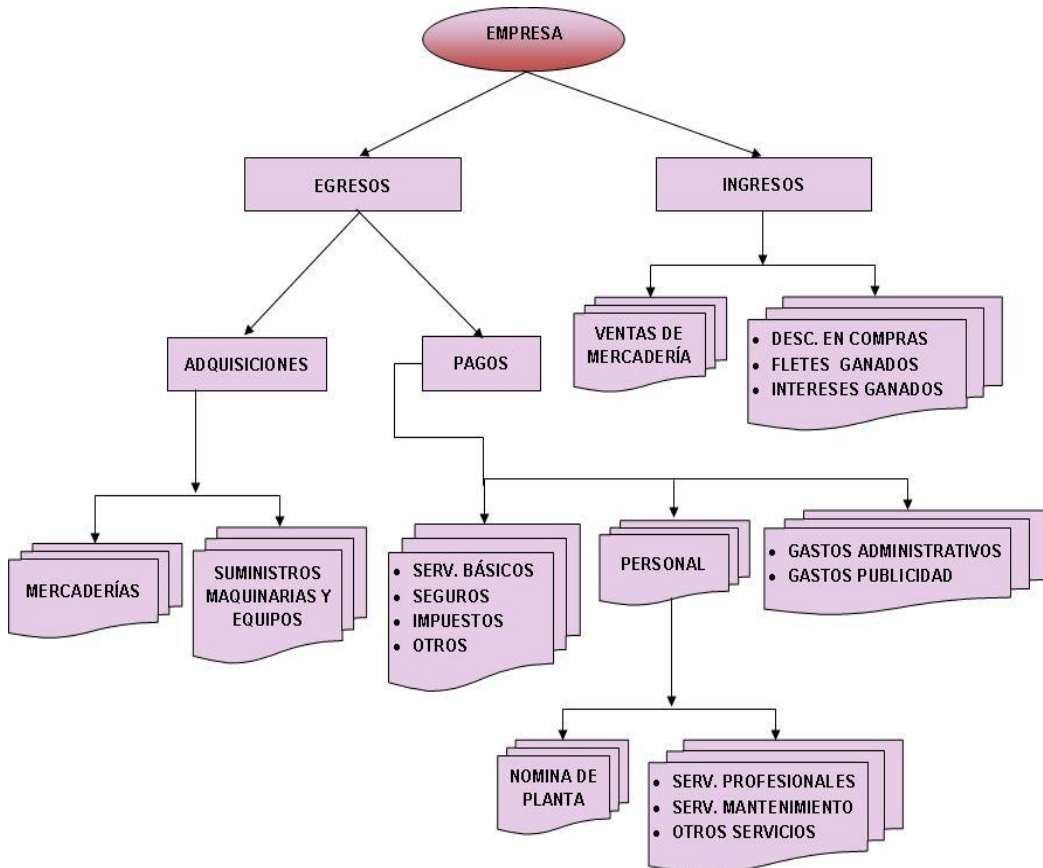 EMPRESA
EGRESOS
INGRESOS
VENTAS DE
MERCADERÍA
• DESC. EN COMPRAS
• FLETES GANADOS
• INTERESES GANADOS
ADQUISICIONES
PAGOS
MERCADERÍAS
SUMINISTROS
MAQUINARIAS Y
EQUIPOS
• SERV. BÁSICOS
• SEGUROS
• IMPUESTOS
• OTROS
PERSONAL
• GASTOS ADMINISTRATIVOS
• GASTOS PUBLICIDAD
NOMINA DE
PLANTA
• SERV. PROFESIONALES
• SERV. MANTENIMIENTO
• OTROS SERVICIOS